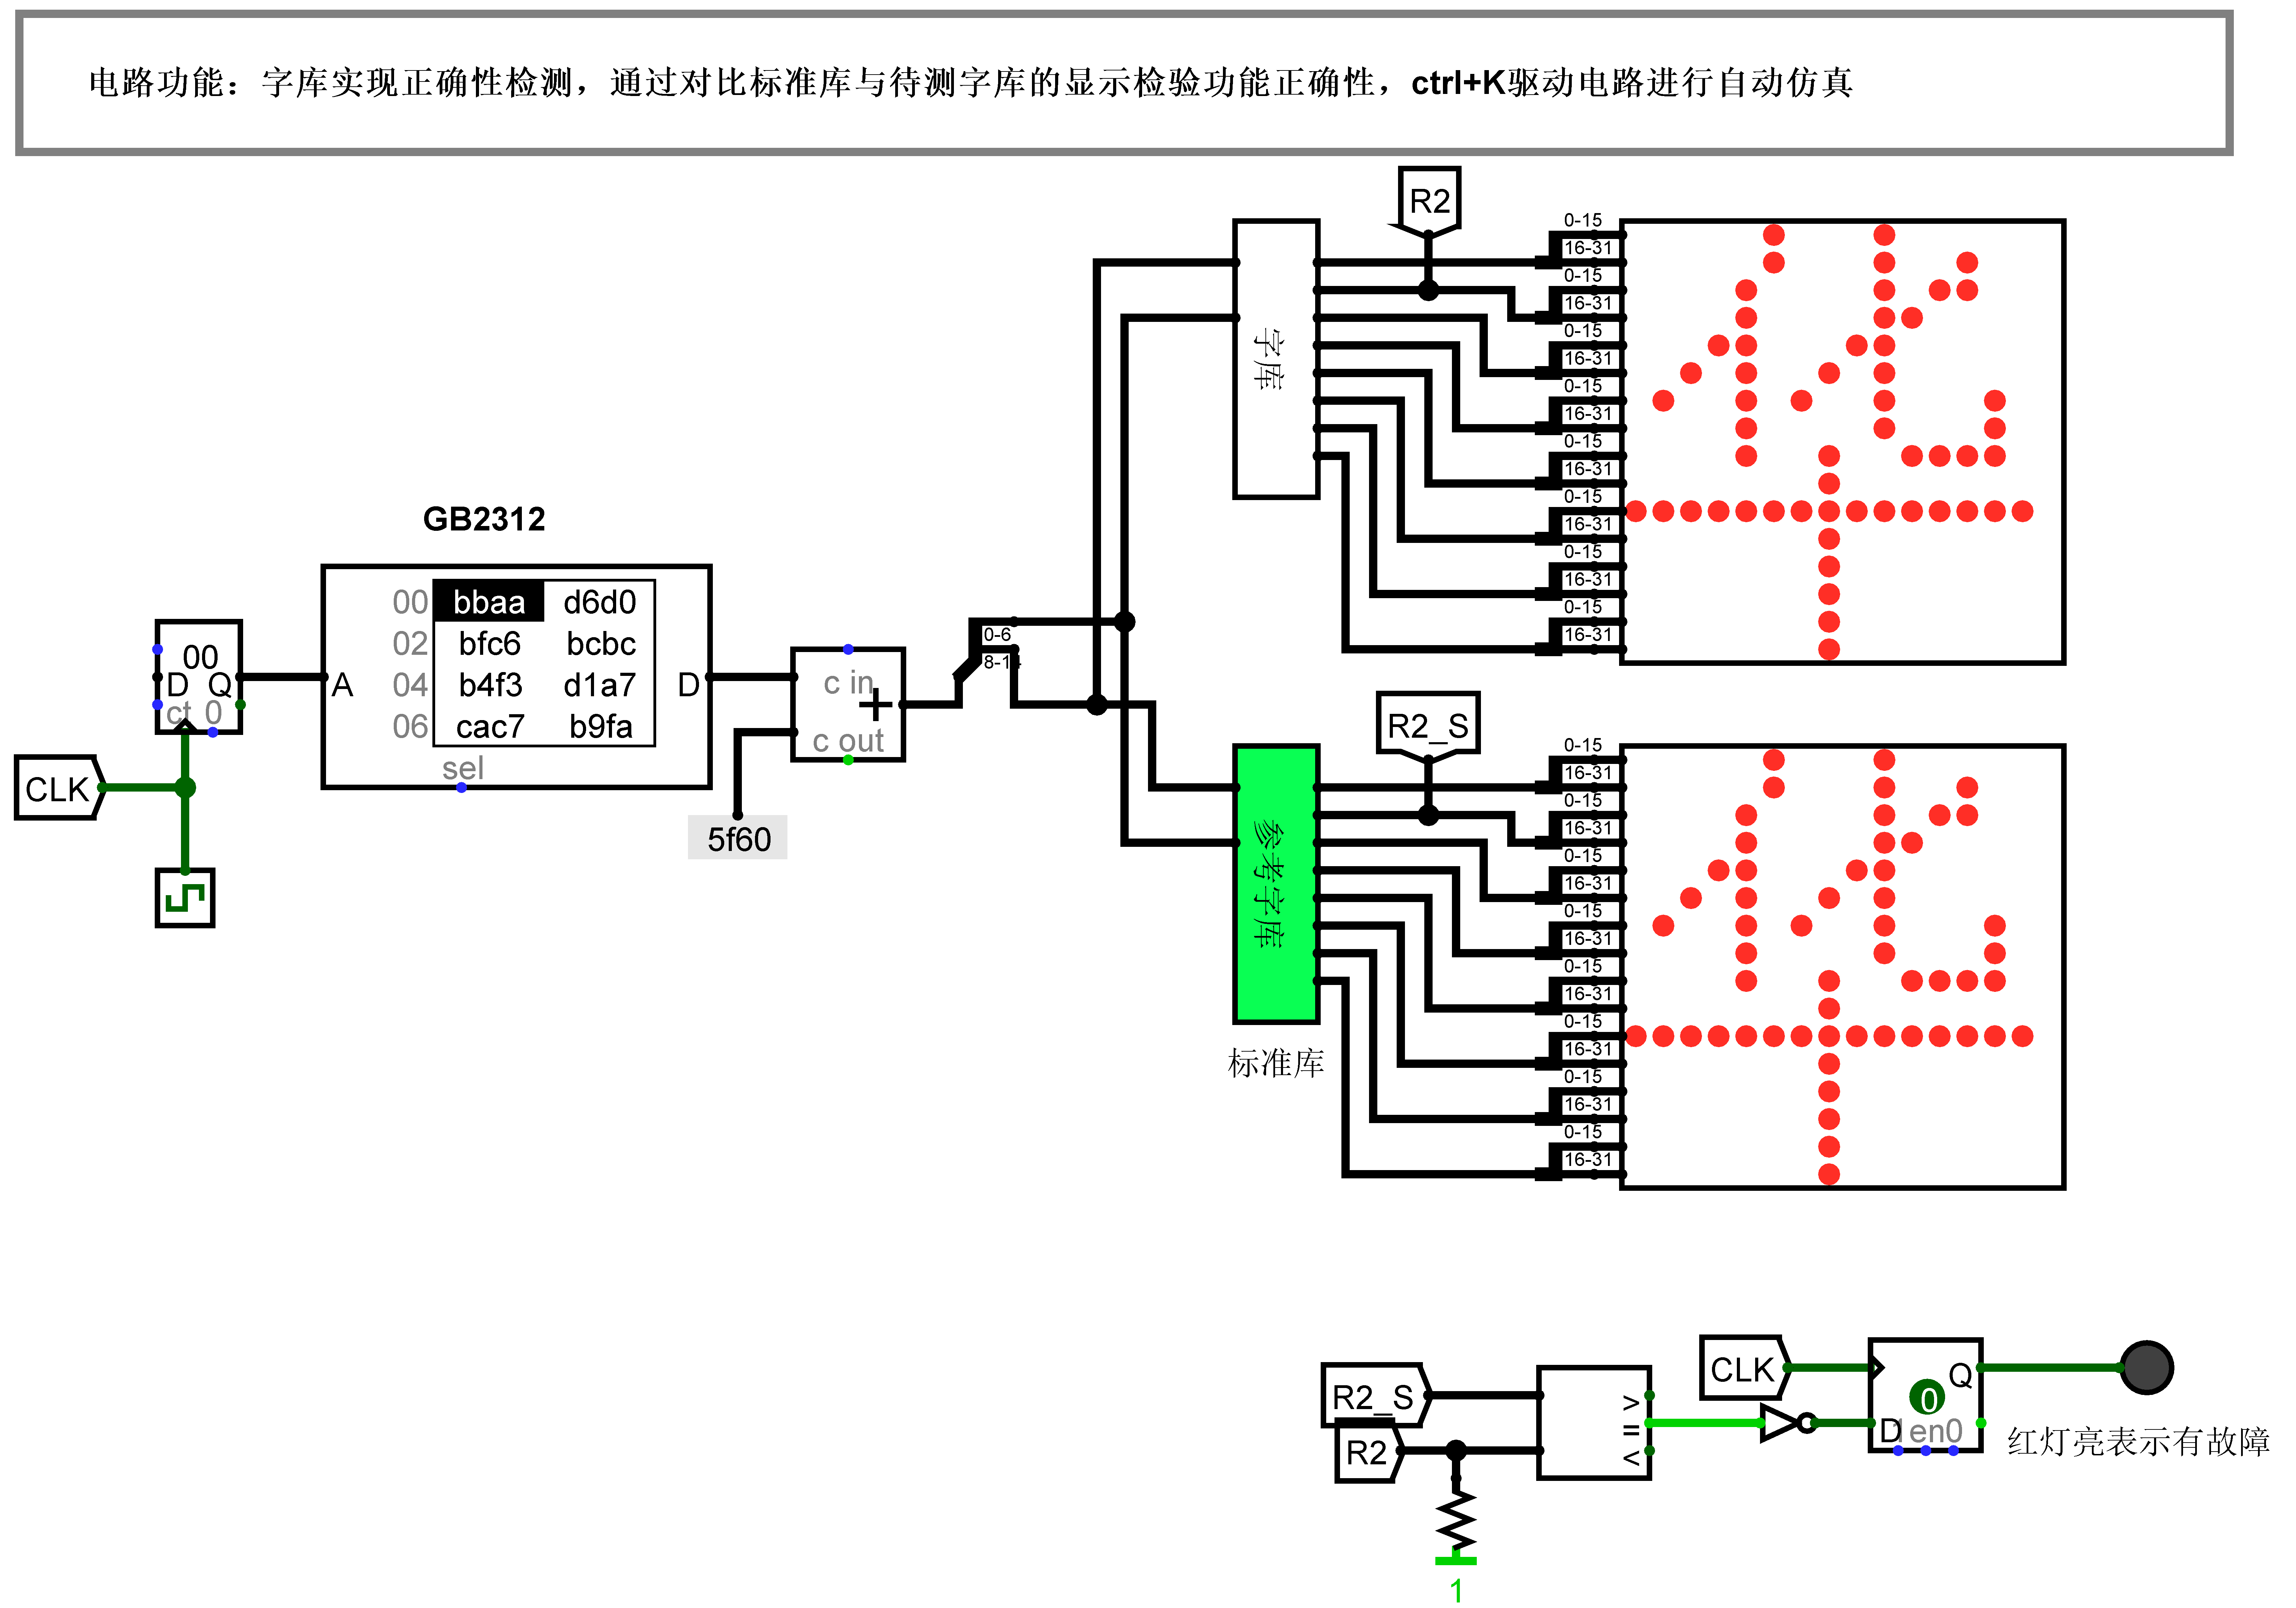 电路功能：字库实现正确性检测，通过对比标准库与待测字库的显示检验功能正确性，ctrl+K驱动电路进行自动仿真
R2
0-15
16-31
0-15
16-31
0-15
16-31
0-15
16-31
0-15
16-31
0-15
16-31
0-15
16-31
0-15
16-31
字库
GB2312
00 bbaa d6d0
02 bfc6 bcbc
04 b4f3 d1a7
06 cac7 b9fa
A
D
sel
00
D Q
ct 0
CLK
c in
+
c out
5f60
0-6
8-14
R2_S
0-15
16-31
0-15
16-31
0-15
16-31
0-15
16-31
0-15
16-31
0-15
16-31
0-15
16-31
0-15
16-31
参考字库
标准库
R2_S
R2
>
=
<
1
CLK
Q
0
D
1en0
红灯亮表示有故障